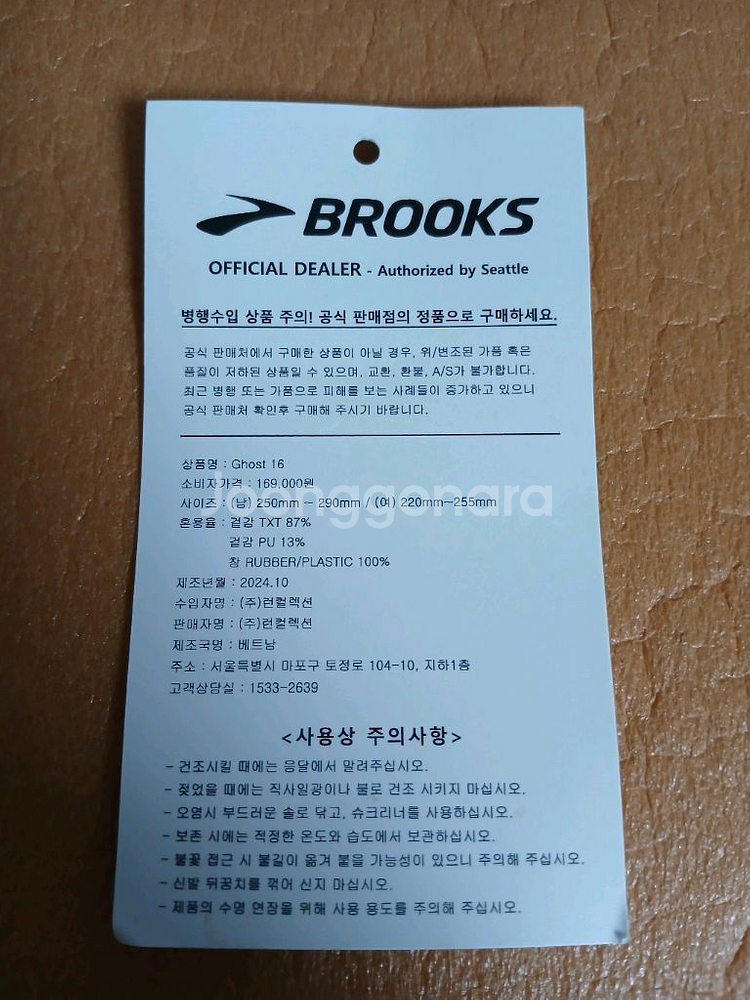 BROOKS
OFFICIAL DEALER - Authorized by Seattle
병행수입 상품 주의! 공식 판매점의 정품으로 구매하세요.
공식 판매처에서 구매한 상품이 아닐 경우, 위/변조된 가품 혹은
품질이 저하된 상품일 수 있으며, 교환, 환불, A/S가 불가합니다.
최근 병행 또는 가품으로 피해를 보는 사례들이 증가하고 있으니
공식 판매처 확인후 구매해 주시기 바랍니다.
상품명 : Ghost 16
소비자가격 : 169,000원
사이즈 : (남) 250mm - 290mm / (여) 220mm-255mm
혼용율 : 겉감 TXT 87%
겉감 PU 13%
창 RUBBER/PLASTIC 100%
제조년월 : 2024.10
수입자명 : (주)런컬렉션
판매자명 : (주)런컬렉션
제조국명 : 베트남
주소 : 서울특별시 마포구 토정로 104-10, 지하1층
고객상담실 : 1533-2639
<사용상 주의사항>
- 건조시킬 때에는 응달에서 말려주십시오.
- 젖었을 때에는 직사일광이나 불로 건조 시키지 마십시오.
- 오염시 부드러운 솔로 닦고, 슈크리너를 사용하십시오.
- 보존 시에는 적정한 온도와 습도에서 보관하십시오.
- 불꽃 접근 시 불길이 옮겨 붙을 가능성이 있으니 주의해 주십시오.
- 신발 뒤꿈치를 꺾어 신지 마십시오.
- 제품의 수명 연장을 위해 사용 용도를 주의해 주십시오.
Joonggonara